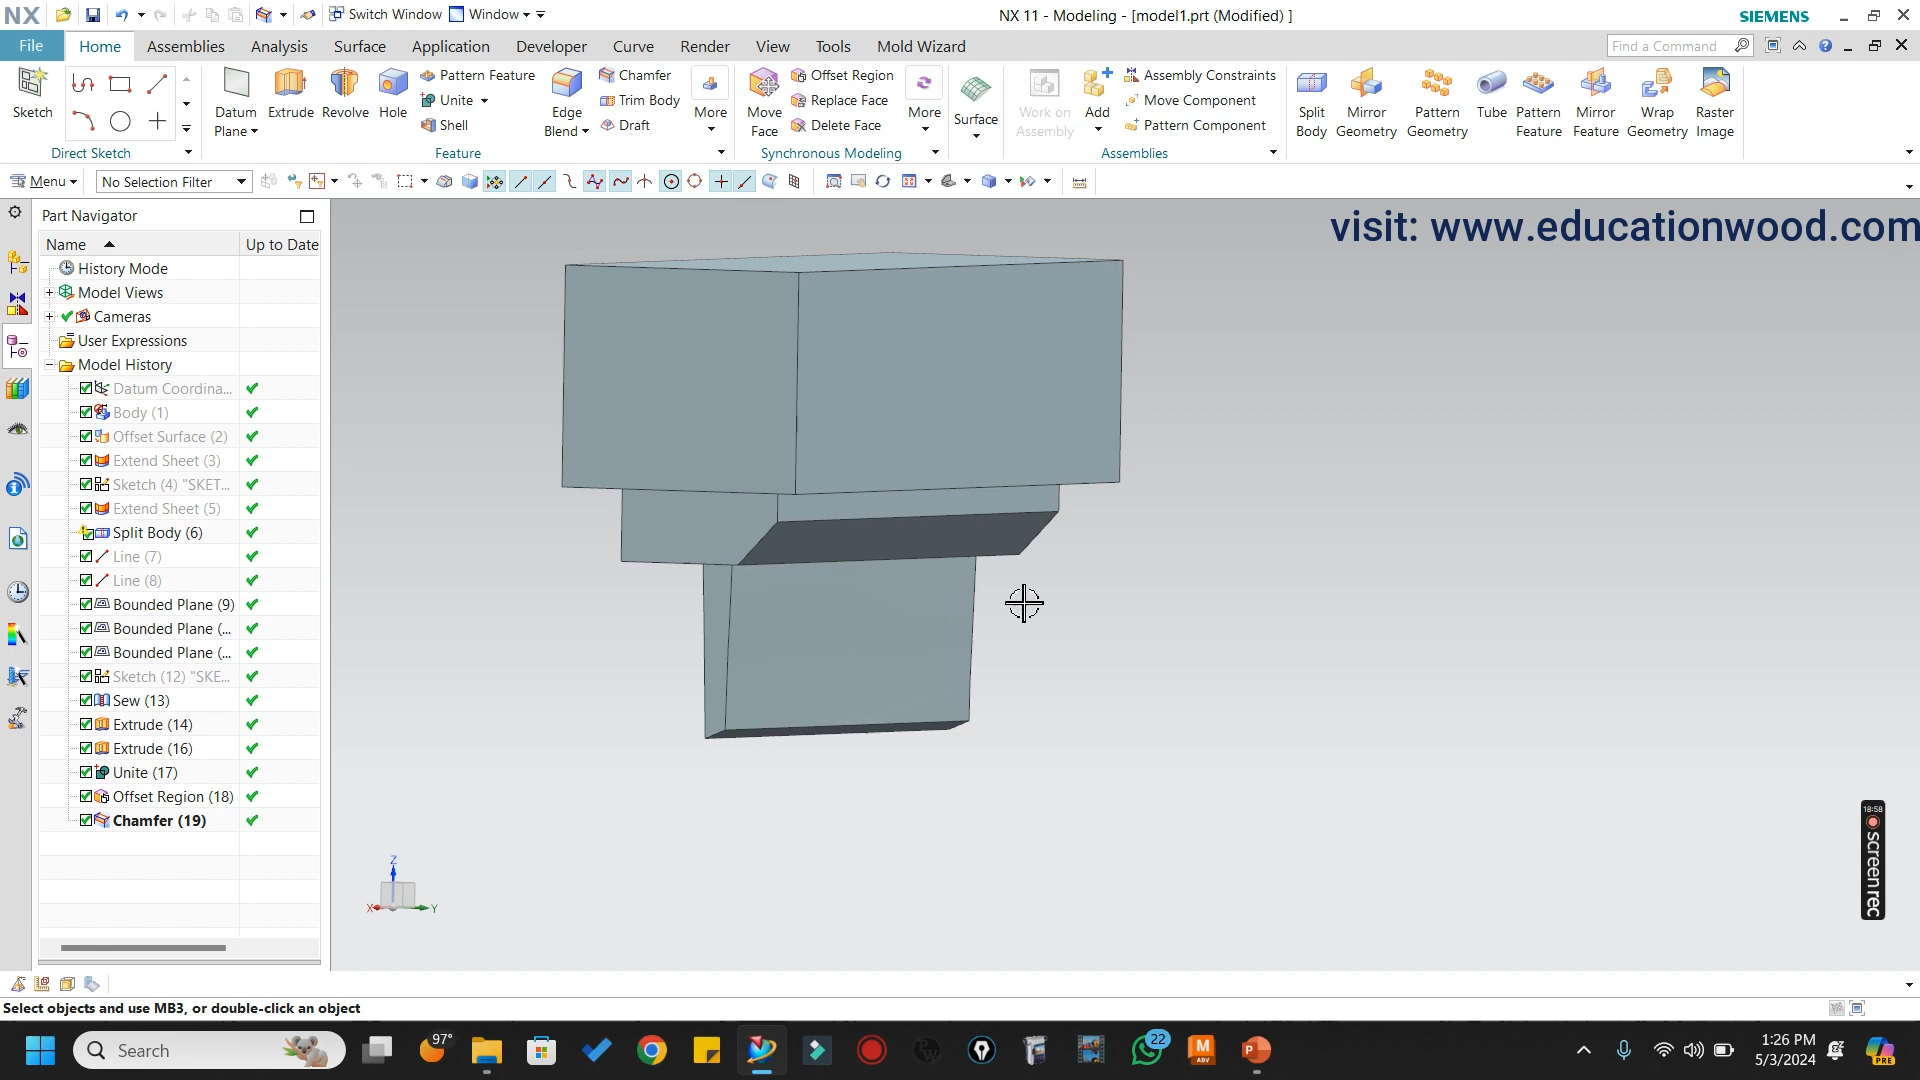 NX Switch Window Window NX 11 - Modeling - [model1.prt (Modified) ] SIEMENS
File Home Assemblies Analysis Surface Application Developer Curve Render View Tools Mold Wizard Find a Command
Sketch
Direct Sketch
Datum Plane Extrude Revolve Hole
Pattern Feature
Unite
Shell
Edge Blend
Chamfer
Trim Body
Draft
More
Feature
Move Face
Offset Region
Replace Face
Delete Face
More
Synchronous Modeling
Surface
Work on Assembly
Add
Assembly Constraints
Move Component
Pattern Component
Assemblies
Split Body
Mirror Geometry
Pattern Geometry
Tube
Pattern Feature
Mirror Feature
Wrap Geometry
Raster Image
Menu No Selection Filter
Part Navigator
Name Up to Date
History Mode
Model Views
Cameras
User Expressions
Model History
Datum Coordina...
Body (1)
Offset Surface (2)
Extend Sheet (3)
Sketch (4) "SKET...
Extend Sheet (5)
Split Body (6)
Line (7)
Line (8)
Bounded Plane (9)
Bounded Plane (...
Bounded Plane (...
Sketch (12) "SKE...
Sew (13)
Extrude (14)
Extrude (16)
Unite (17)
Offset Region (18)
Chamfer (19)
visit: www.educationwood.com
Z
X Y
18:58
screenrec
Select objects and use MB3, or double-click an object
Search 97° 22 M ADV P 1:26 PM
5/3/2024
PRE